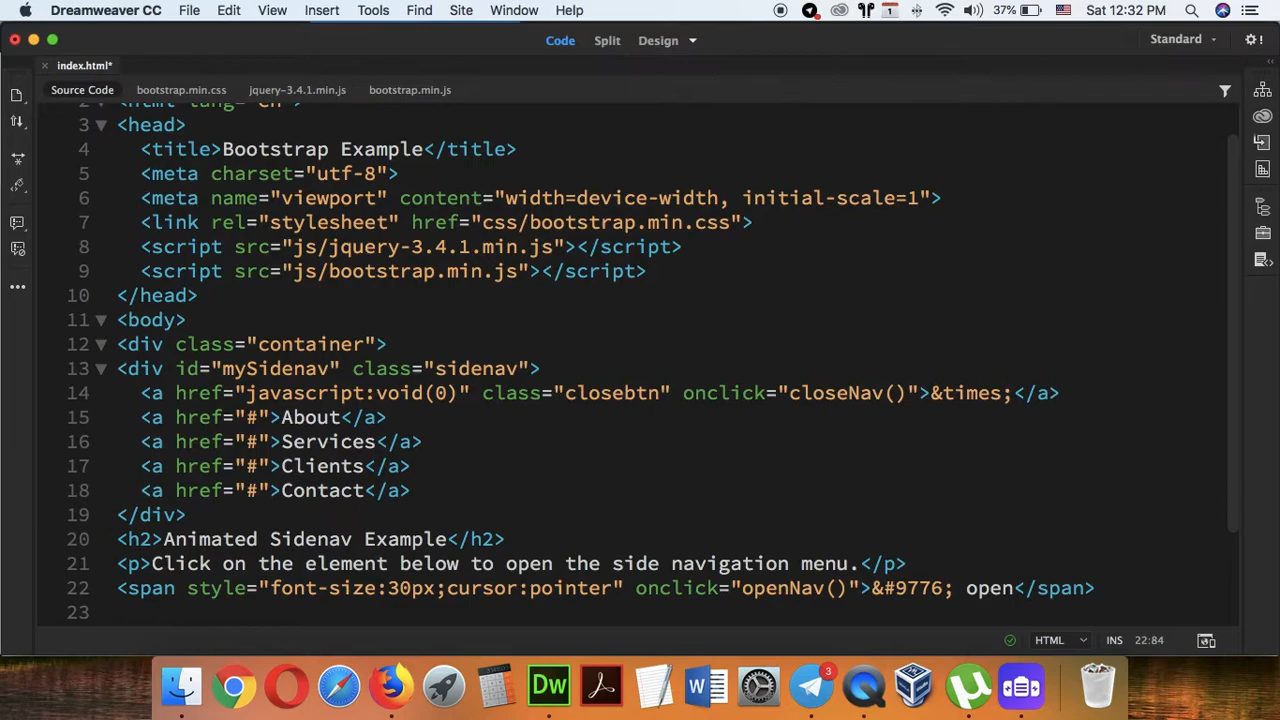 Dreamweaver CC File Edit View Insert Tools Find Site Window Help 1 37% Sat 12:32 PM
Code Split Design Standard
index.html*
Source Code bootstrap.min.css jquery-3.4.1.min.js bootstrap.min.js
3 <head>
4 <title>Bootstrap Example</title>
5 <meta charset="utf-8">
6 <meta name="viewport" content="width=device-width, initial-scale=1">
7 <link rel="stylesheet" href="css/bootstrap.min.css">
8 <script src="js/jquery-3.4.1.min.js"></script>
9 <script src="js/bootstrap.min.js"></script>
10 </head>
11 <body>
12 <div class="container">
13 <div id="mySidenav" class="sidenav">
14 <a href="javascript:void(0)" class="closebtn" onclick="closeNav()">&times;</a>
15 <a href="#">About</a>
16 <a href="#">Services</a>
17 <a href="#">Clients</a>
18 <a href="#">Contact</a>
19 </div>
20 <h2>Animated Sidenav Example</h2>
21 <p>Click on the element below to open the side navigation menu.</p>
22 <span style="font-size:30px;cursor:pointer" onclick="openNav()">&#9776; open</span>
23
HTML INS 22:84
Dw W 3